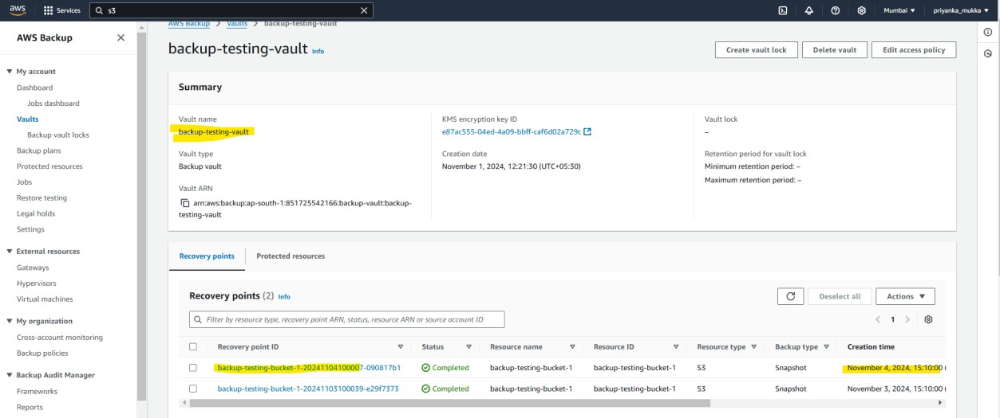 aws Services s3 Mumbai ▼ priyanka_mukka ▼
AWS Backup
My account
Dashboard
Jobs dashboard
Vaults
Backup vault locks
Backup plans
Protected resources
Jobs
Restore testing
Legal holds
Settings
External resources
Gateways
Hypervisors
Virtual machines
My organization
Cross-account monitoring
Backup policies
Backup Audit Manager
Frameworks
Reports
AWS Backup > Vaults > backup-testing-vault
backup-testing-vault Info
Create vault lock Delete vault Edit access policy
Summary
Vault name
backup-testing-vault
Vault type
Backup vault
Vault ARN
arn:aws:backup:ap-south-1:851725542166:backup-vault:backup-
testing-vault
KMS encryption key ID
e87ac555-04ed-4a09-bbff-caf6d02a729c
Creation date
November 1, 2024, 12:21:30 (UTC+05:30)
Vault lock
–
Retention period for vault lock
Minimum retention period: –
Maximum retention period: –
Recovery points Protected resources
Recovery points (2) Info
Deselect all Actions ▼
Filter by resource type, recovery point ARN, status, resource ARN or source account ID
< 1 >
Recovery point ID Status Resource name Resource ID Resource type Backup type Creation time
backup-testing-bucket-1-20241104100007-090817b1 Completed backup-testing-bucket-1 backup-testing-bucket-1 S3 Snapshot November 4, 2024, 15:10:00 (
backup-testing-bucket-1-20241103100039-e29f7373 Completed backup-testing-bucket-1 backup-testing-bucket-1 S3 Snapshot November 3, 2024, 15:10:00 (